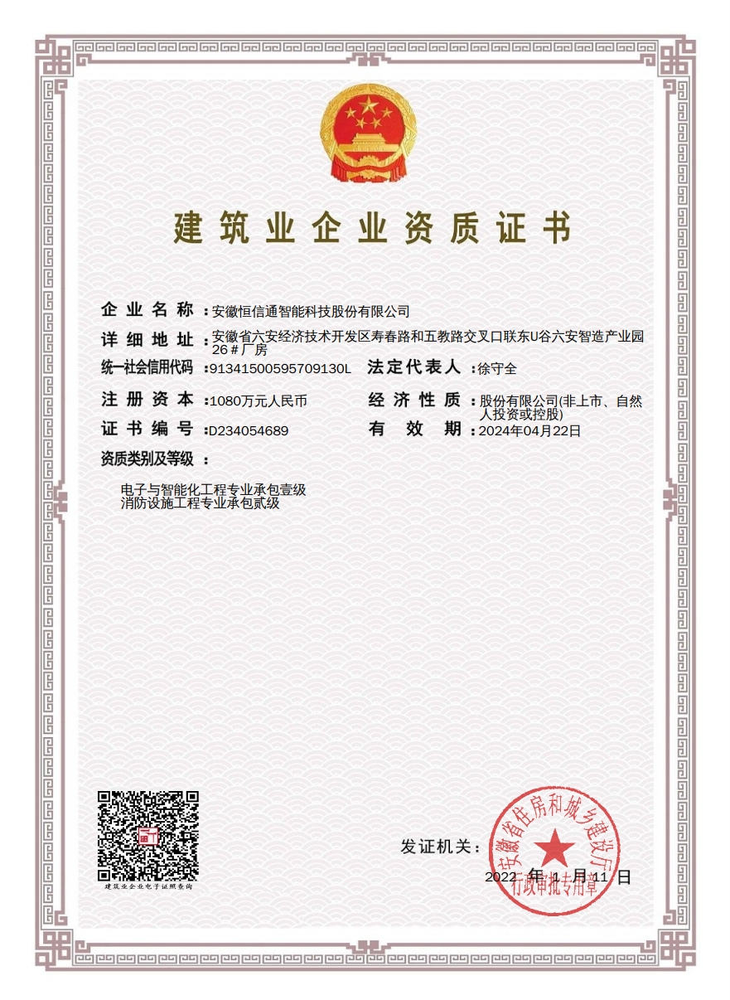 建筑业企业资质证书
企业名称：安徽恒信通智能科技股份有限公司
详细地址：安徽省六安经济技术开发区寿春路和五教路交叉口联东U谷六安智造产业园
26＃厂房
统一社会信用代码：91341500595709130L 法定代表人：徐守全
注册资本：1080万元人民币 经济性质：股份有限公司(非上市、自然
人投资或控股)
证书编号：D234054689 有效期：2024年04月22日
资质类别及等级：
电子与智能化工程专业承包壹级
消防设施工程专业承包贰级
发证机关：
安徽省住房和城乡建设厅
行政审批专用章
2022 年 1 月 11 日
建筑业企业电子证照查询